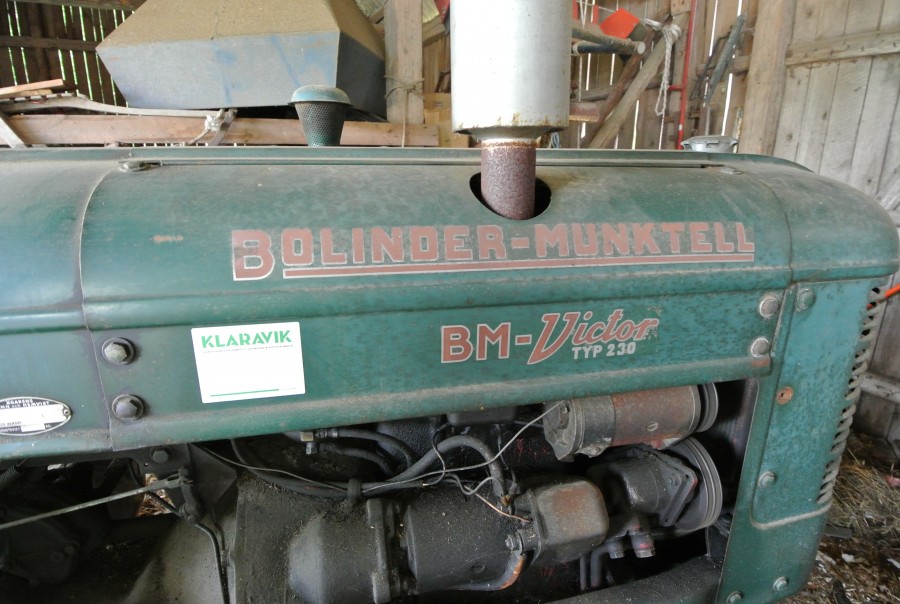 BOLINDER-MUNKTELL
BM-Victor
TYP 230
KLARAVIK